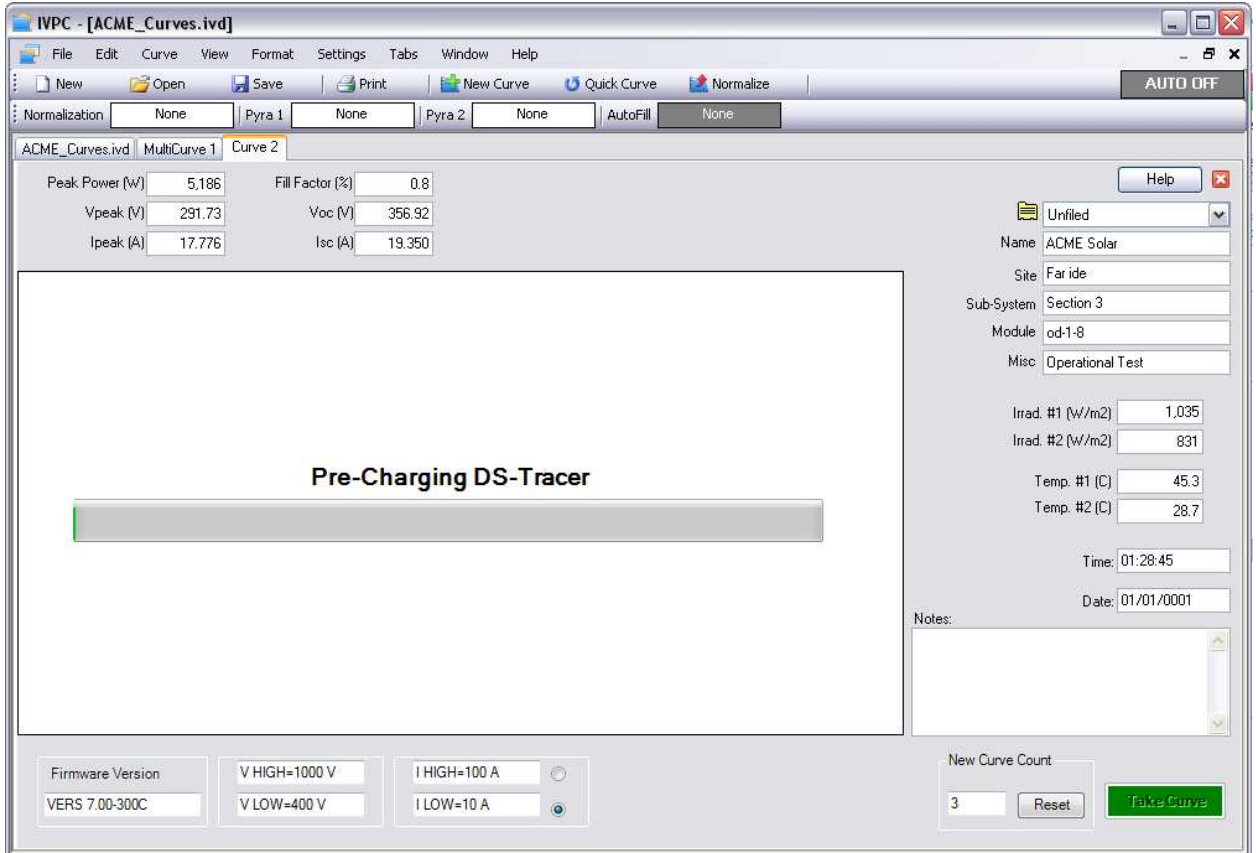 IVPC - [ACME_Curves.ivd]
File Edit Curve View Format Settings Tabs Window Help
New Open Save Print New Curve Quick Curve Normalize AUTO OFF
Normalization None Pyra 1 None Pyra 2 None AutoFill None
ACME_Curves.ivd MultiCurve 1 Curve 2
Peak Power (W) 5,186 Fill Factor (%) 0.8 Help
Vpeak (V) 291.73 Voc (V) 356.92 Unfiled
Ipeak (A) 17.776 Isc (A) 19.350 Name ACME Solar
Site Far ide
Sub-System Section 3
Module od-1-8
Misc Operational Test
Irrad. #1 (W/m2) 1,035
Irrad. #2 (W/m2) 831
Pre-Charging DS-Tracer
Temp. #1 (C) 45.3
Temp. #2 (C) 28.7
Time: 01:28:45
Date: 01/01/0001
Notes:
New Curve Count
Firmware Version V HIGH=1000 V I HIGH=100 A
VERS 7.00-300C V LOW=400 V I LOW=10 A 3 Reset Take Curve